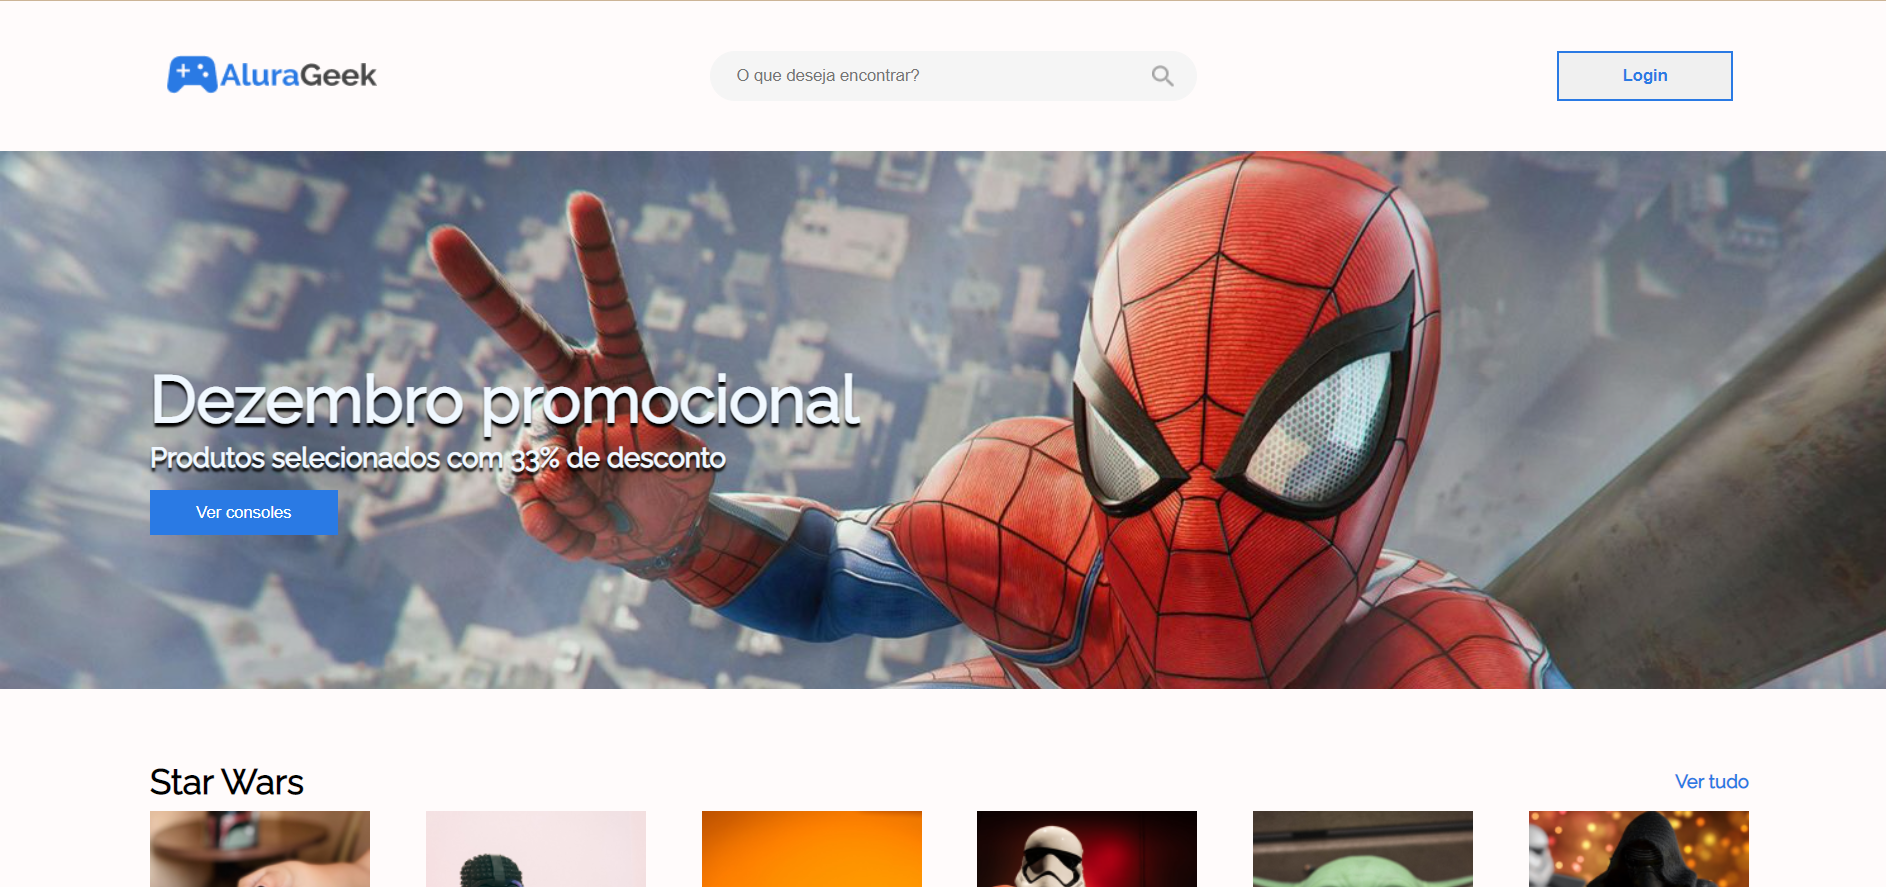 AluraGeek
O que deseja encontrar?
Login
Dezembro promocional
Produtos selecionados com 33% de desconto
Ver consoles
Star Wars
Ver tudo